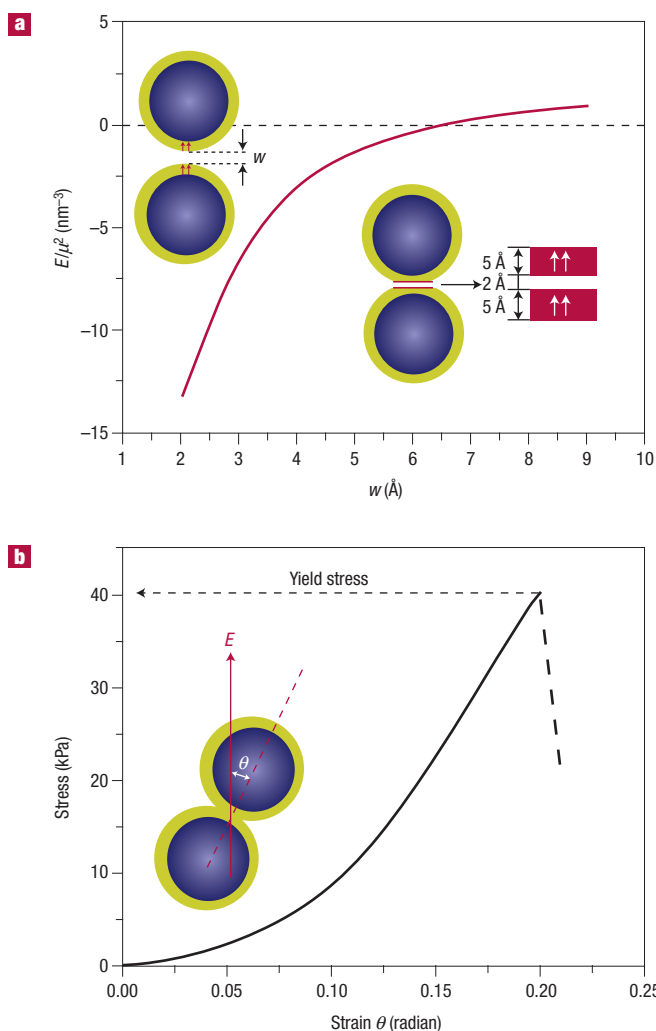 a
5
0
−5
−10
−15
E/μ² (nm⁻³)
w
5 Å
2 Å
5 Å
1 2 3 4 5 6 7 8 9 10
w (Å)
b
40
30
20
10
0
Stress (kPa)
Yield stress
E
θ
0.00 0.05 0.10 0.15 0.20 0.25
Strain θ (radian)